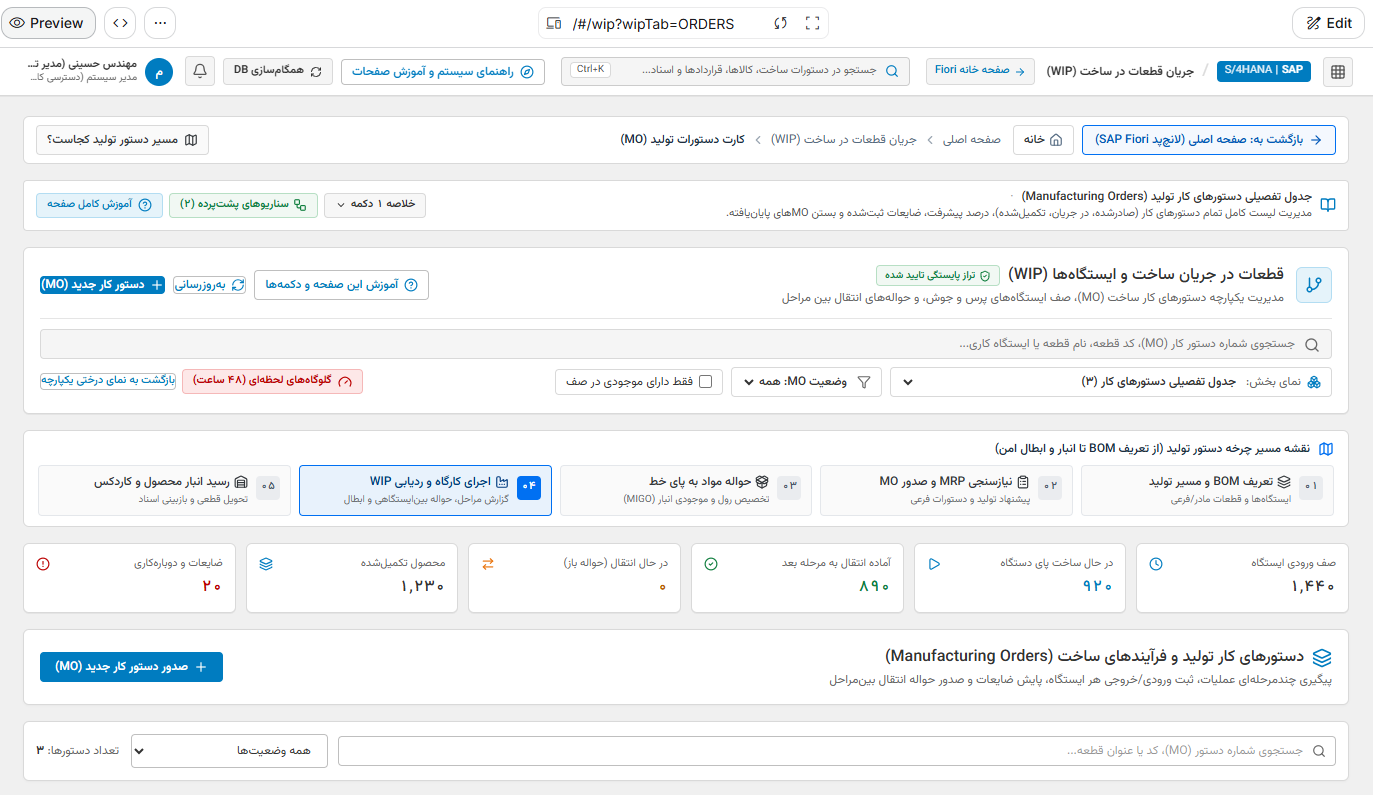 Preview
/#/wip?wipTab=ORDERS
Edit
S/4HANA | SAP
/
جریان قطعات در ساخت (WIP)
صفحه خانه Fiori
جستجو در دستورات ساخت، کالاها، قراردادها و اسناد...
Ctrl+K
راهنمای سیستم و آموزش صفحات
همگام‌سازی DB
م
مهندس حسینی (مدیر ت...
مدیر سیستم (دسترسی کا...
بازگشت به: صفحه اصلی (لانچ‌پد SAP Fiori)
خانه
صفحه اصلی
جریان قطعات در ساخت (WIP)
کارت دستورات تولید (MO)
مسیر دستور تولید کجاست؟
جدول تفصیلی دستورهای کار تولید (Manufacturing Orders)
مدیریت لیست کامل تمام دستورهای کار (صادرشده، در جریان، تکمیل‌شده)، درصد پیشرفت، ضایعات ثبت‌شده و بستن MOهای پایان‌یافته.
خلاصه ۱ دکمه
سناریوهای پشت‌پرده (۲)
آموزش کامل صفحه
قطعات در جریان ساخت و ایستگاه‌ها (WIP)
تراز پایستگی تایید شده
مدیریت یکپارچه دستورهای کار ساخت (MO)، صف ایستگاه‌های پرس و جوش، و حواله‌های انتقال بین مراحل
آموزش این صفحه و دکمه‌ها
به‌روزرسانی
دستور کار جدید (MO)
جستجوی شماره دستور کار (MO)، کد قطعه، نام قطعه یا ایستگاه کاری...
نمای بخش:
جدول تفصیلی دستورهای کار (۳)
وضعیت MO: همه
فقط دارای موجودی در صف
گلوگاه‌های لحظه‌ای (۴۸ ساعت)
بازگشت به نمای درختی یکپارچه
نقشه مسیر چرخه دستور تولید (از تعریف BOM تا انبار و ابطال امن)
۰۱
تعریف BOM و مسیر تولید
ایستگاه‌ها و قطعات مادر/فرعی
۰۲
نیازسنجی MRP و صدور MO
پیشنهاد تولید و دستورات فرعی
۰۳
حواله مواد به پای خط
تخصیص رول و موجودی انبار (MIGO)
۰۴
اجرای کارگاه و ردیابی WIP
گزارش مراحل، حواله بین‌ایستگاهی و ابطال
۰۵
رسید انبار محصول و کاردکس
تحویل قطعی و بازبینی اسناد
صف ورودی ایستگاه
۱,۴۴۰
در حال ساخت پای دستگاه
۹۲۰
آماده انتقال به مرحله بعد
۸۹۰
در حال انتقال (حواله باز)
۰
محصول تکمیل‌شده
۱,۲۳۰
ضایعات و دوباره‌کاری
۲۰
دستورهای کار تولید و فرآیندهای ساخت (Manufacturing Orders)
پیگیری چندمرحله‌ای عملیات، ثبت ورودی/خروجی هر ایستگاه، پایش ضایعات و صدور حواله انتقال بین‌مراحل
صدور دستور کار جدید (MO)
جستجوی شماره دستور (MO)، کد یا عنوان قطعه...
همه وضعیت‌ها
تعداد دستورها: ۳